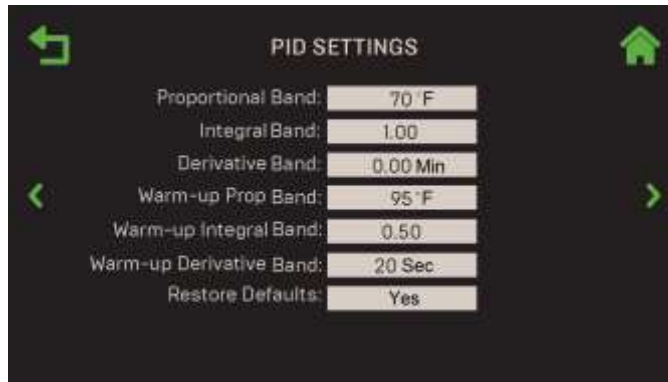 PID SETTINGS
Proportional Band: 70 °F
Integral Band: 1.00
Derivative Band: 0.00 Min
Warm-up Prop Band: 95 °F
Warm-up Integral Band: 0.50
Warm-up Derivative Band: 20 Sec
Restore Defaults: Yes